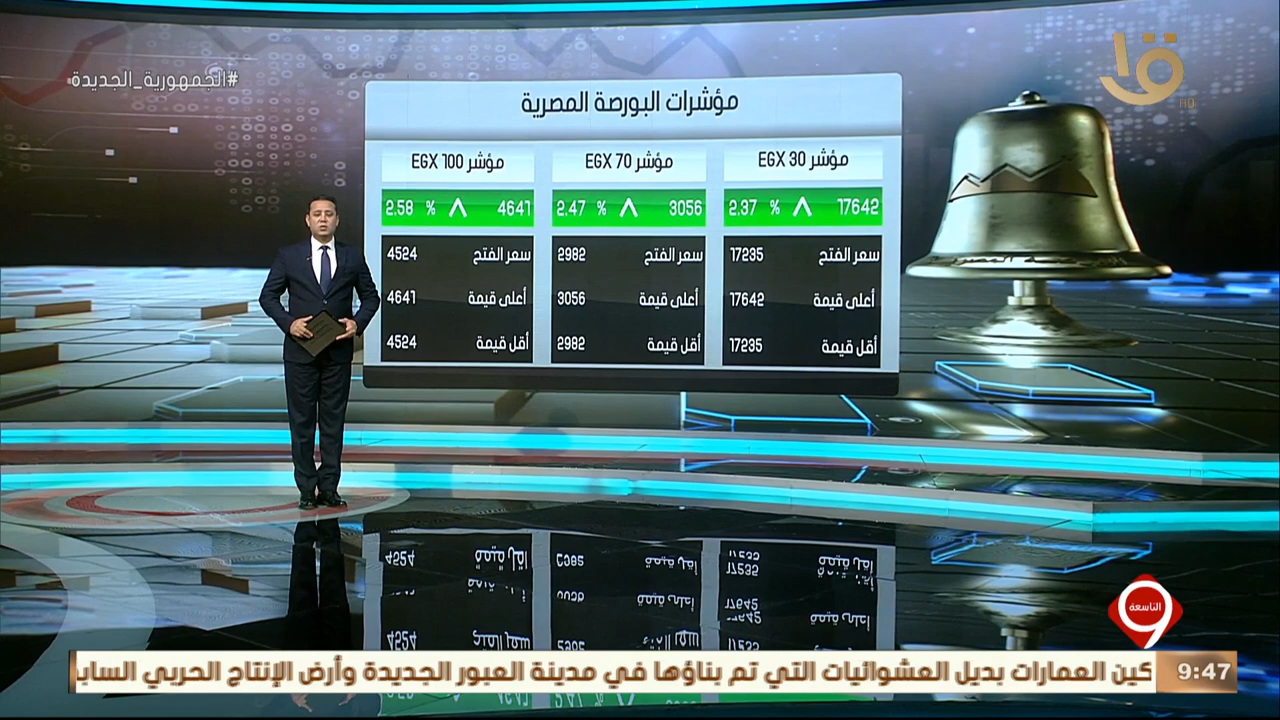 #الجمهورية_الجديدة
HD
مؤشرات البورصة المصرية
مؤشر EGX 30
17642 % 2.37
سعر الفتح 17235
أعلى قيمة 17642
أقل قيمة 17235
مؤشر EGX 70
3056 % 2.47
سعر الفتح 2982
أعلى قيمة 3056
أقل قيمة 2982
مؤشر EGX 100
4641 % 2.58
سعر الفتح 4524
أعلى قيمة 4641
أقل قيمة 4524
التاسعة
9
9:47
كين العمارات بديل العشوائيات التي تم بناؤها في مدينة العبور الجديدة وأرض الإنتاج الحربي الساب